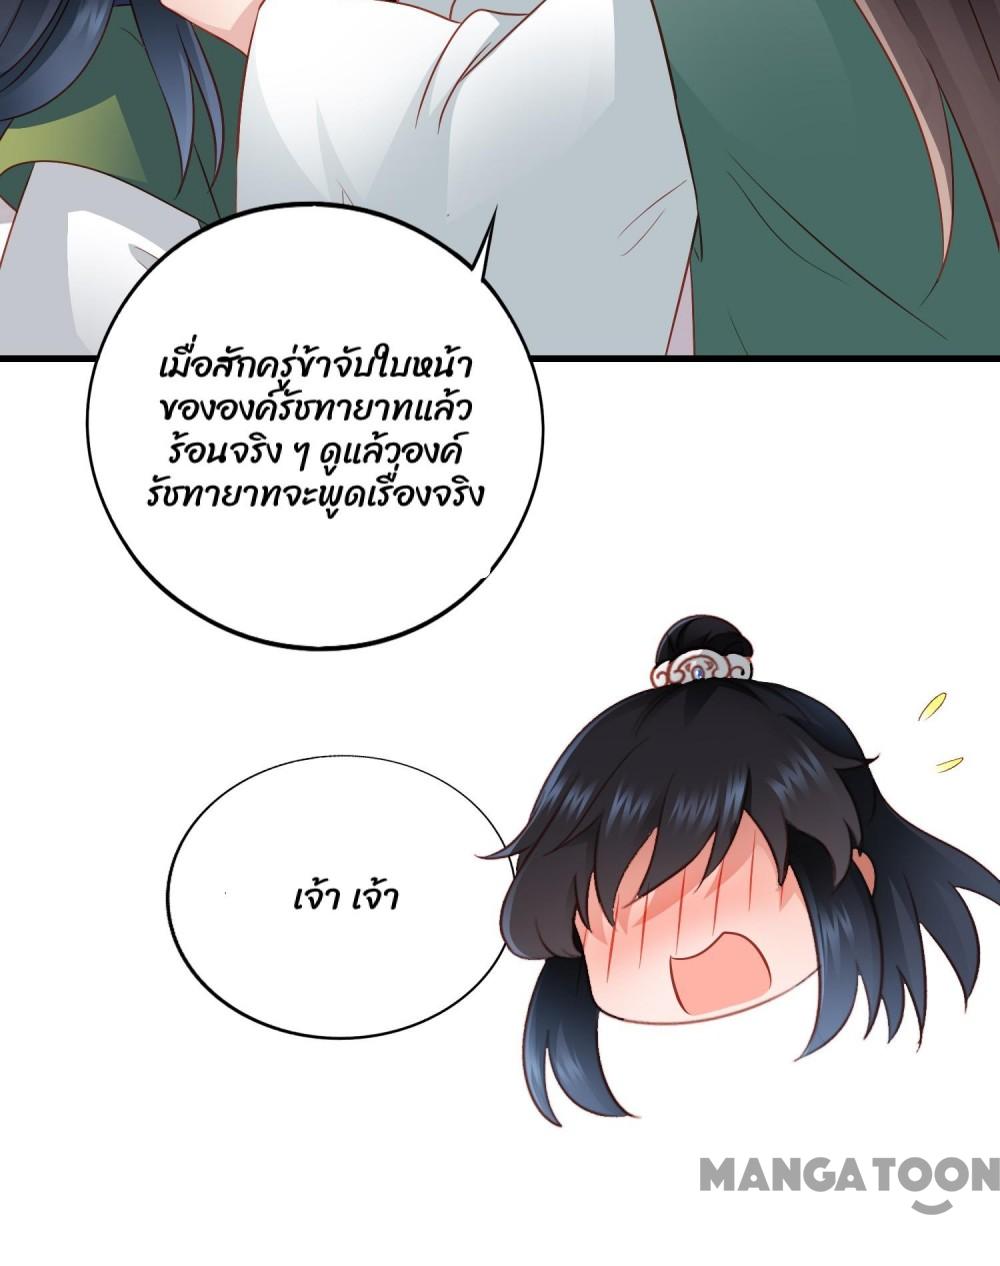 เมื่อสักครู่ข้าจับใบหน้า
ขององค์รัชทายาทแล้ว
ร้อนจริง ๆ ดูแล้วองค์
รัชทายาทจะพูดเรื่องจริง
เจ้า เจ้า
MANGATOON